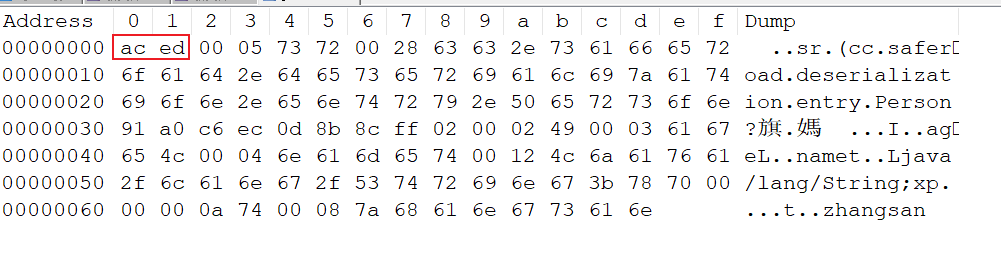 Address 0 1 2 3 4 5 6 7 8 9 a b c d e f Dump
00000000 ac ed 00 05 73 72 00 28 63 63 2e 73 61 66 65 72 ..sr.(cc.safer
00000010 6f 61 64 2e 64 65 73 65 72 69 61 6c 69 7a 61 74 oad.deserializat
00000020 69 6f 6e 2e 65 6e 74 72 79 2e 50 65 72 73 6f 6e ion.entry.Person
00000030 91 a0 c6 ec 0d 8b 8c ff 02 00 02 49 00 03 61 67 ?旗.媽 ...I..ag
00000040 65 4c 00 04 6e 61 6d 65 74 00 12 4c 6a 61 76 61 eL..namet..Ljava
00000050 2f 6c 61 6e 67 2f 53 74 72 69 6e 67 3b 78 70 00 /lang/String;xp.
00000060 00 00 0a 74 00 08 7a 68 61 6e 67 73 61 6e ...t..zhangsan